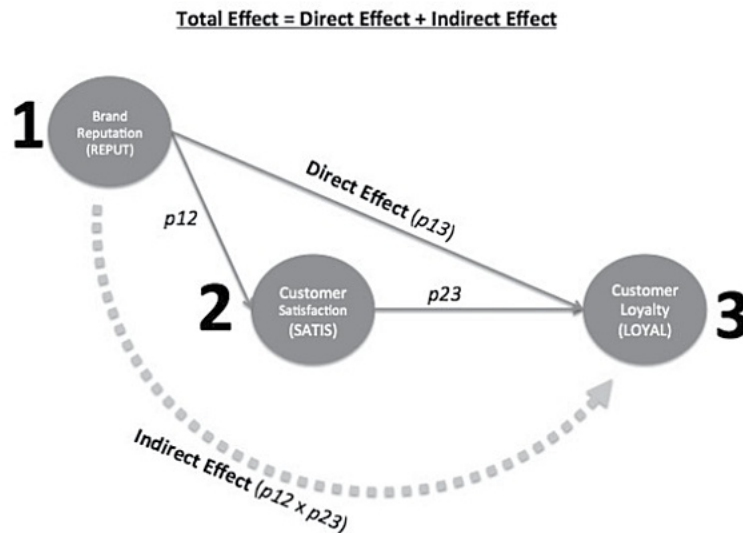 Total Effect = Direct Effect + Indirect Effect
1
Brand
Reputation
(REPUT)
Direct Effect (p13)
p12
2
Customer
Satisfaction
(SATIS)
p23
Customer
Loyalty
(LOYAL)
3
Indirect Effect (p12 x p23)